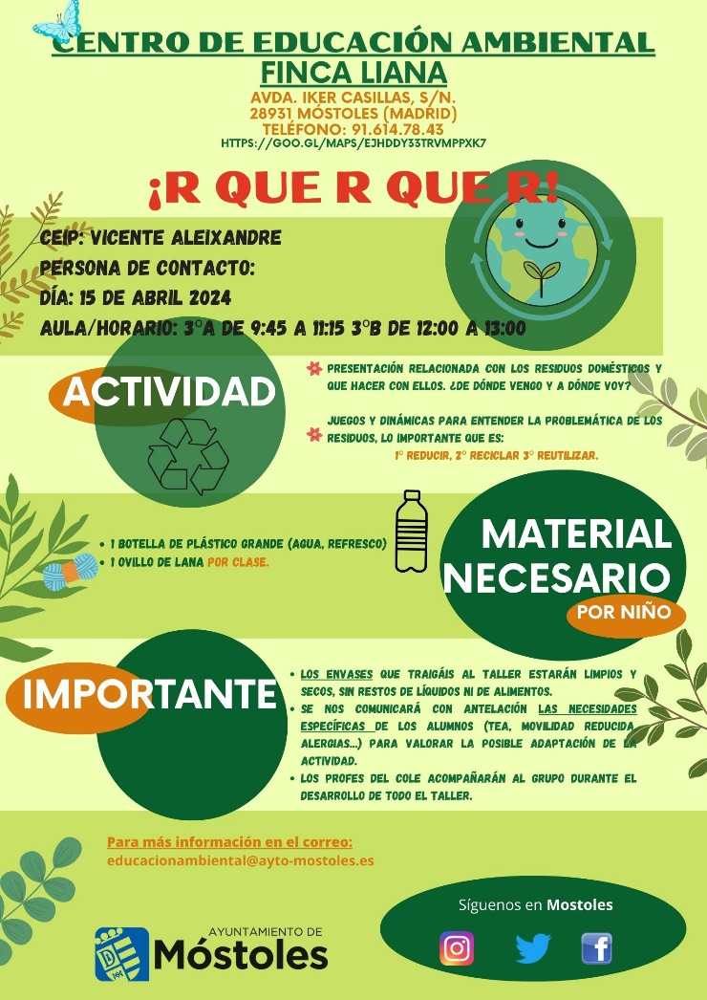 CENTRO DE EDUCACIÓN AMBIENTAL
FINCA LIANA
AVDA. IKER CASILLAS, S/N.
28931 MÓSTOLES (MADRID)
TELÉFONO: 91.614.78.43
HTTPS://GOO.GL/MAPS/EJHDDY33TRVMPPXK7
¡R QUE R QUE R!
CEIP: VICENTE ALEIXANDRE
PERSONA DE CONTACTO:
DÍA: 15 DE ABRIL 2024
AULA/HORARIO: 3ºA DE 9:45 A 11:15 3ºB DE 12:00 A 13:00
ACTIVIDAD
PRESENTACIÓN RELACIONADA CON LOS RESIDUOS DOMÉSTICOS Y
QUE HACER CON ELLOS. ¿DE DÓNDE VENGO Y A DÓNDE VOY?
JUEGOS Y DINÁMICAS PARA ENTENDER LA PROBLEMÁTICA DE LOS
RESIDUOS, LO IMPORTANTE QUE ES:
1º REDUCIR, 2º RECICLAR 3º REUTILIZAR.
• 1 BOTELLA DE PLÁSTICO GRANDE (AGUA, REFRESCO)
• 1 OVILLO DE LANA POR CLASE.
MATERIAL
NECESARIO
POR NIÑO
IMPORTANTE
• LOS ENVASES QUE TRAIGÁIS AL TALLER ESTARÁN LIMPIOS Y
SECOS, SIN RESTOS DE LÍQUIDOS NI DE ALIMENTOS.
• SE NOS COMUNICARÁ CON ANTELACIÓN LAS NECESIDADES
ESPECÍFICAS DE LOS ALUMNOS (TEA, MOVILIDAD REDUCIDA,
ALERGIAS...) PARA VALORAR LA POSIBLE ADAPTACIÓN DE LA
ACTIVIDAD.
• LOS PROFES DEL COLE ACOMPAÑARÁN AL GRUPO DURANTE EL
DESARROLLO DE TODO EL TALLER.
Para más información en el correo:
educacionambiental@ayto-mostoles.es
Síguenos en Mostoles
AYUNTAMIENTO DE
Móstoles